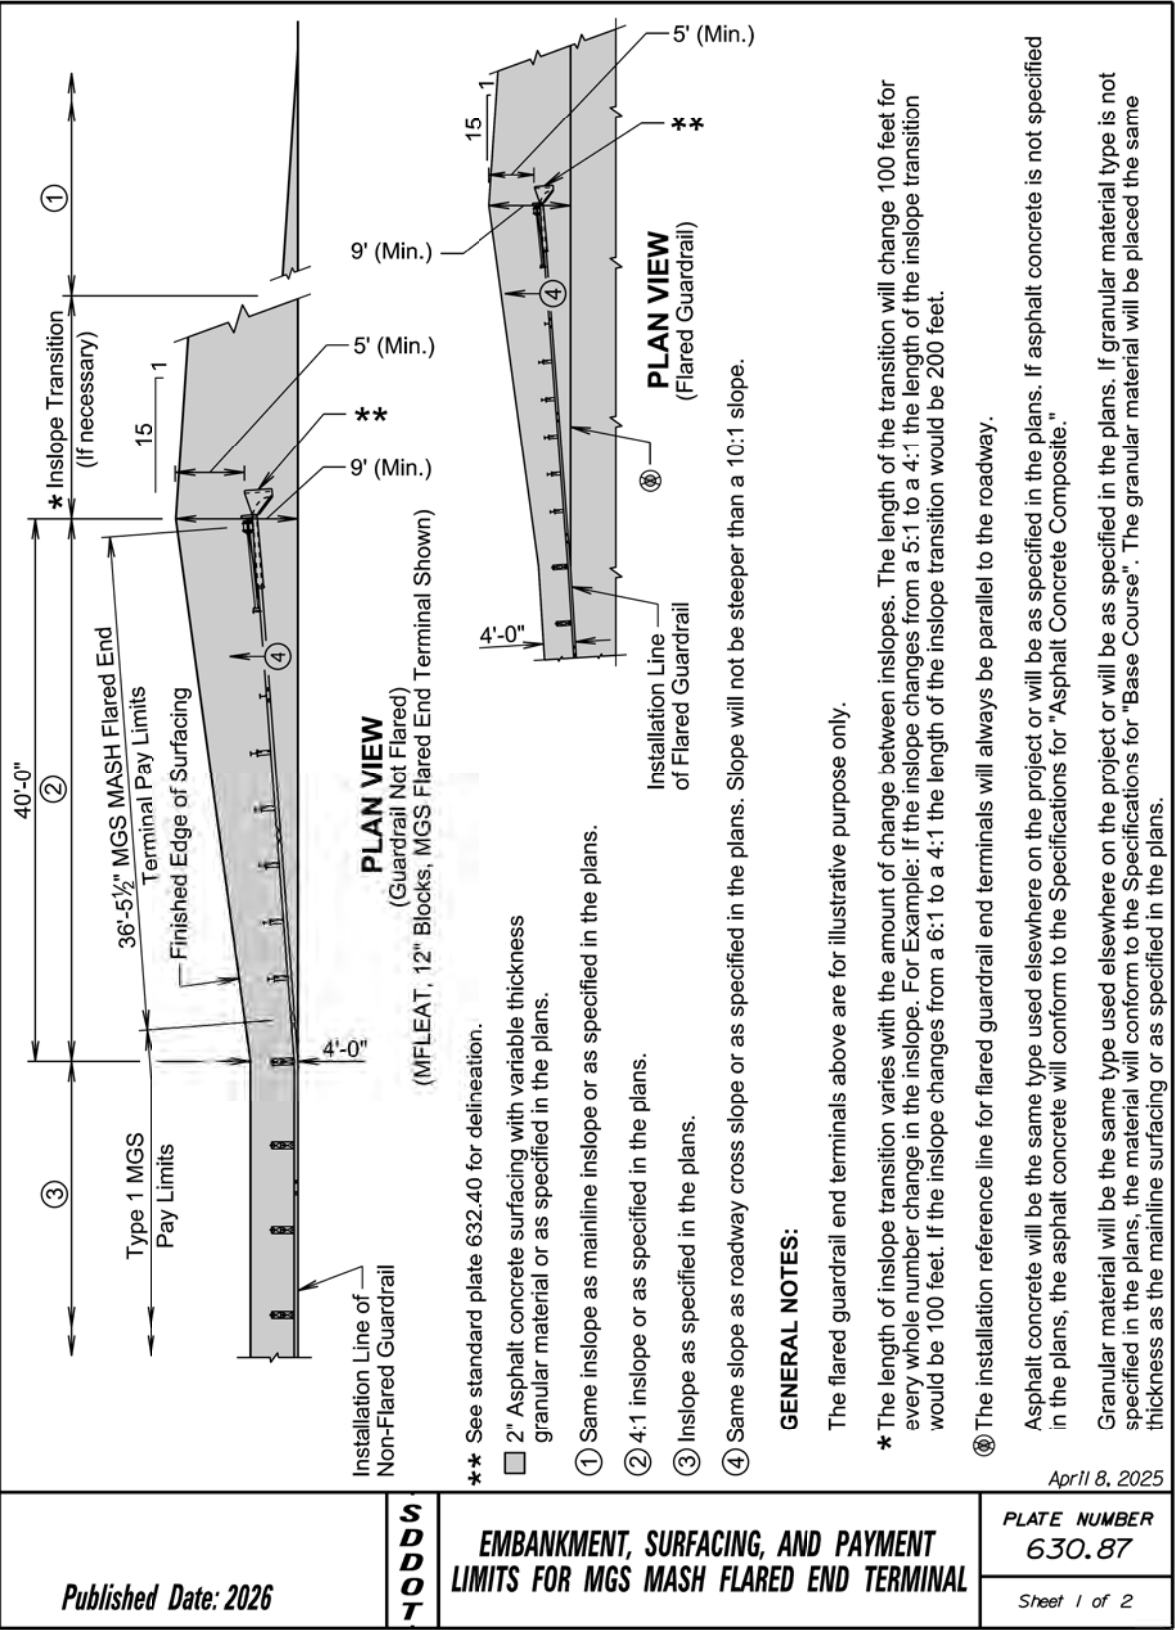 40'-0"
③
②
* Inslope Transition
(If necessary)
①
Type 1 MGS
Pay Limits
36'-5½" MGS MASH Flared End
Terminal Pay Limits
Finished Edge of Surfacing
15
1
4'-0"
④
5' (Min.)
**
9' (Min.)
Installation Line of
Non-Flared Guardrail
PLAN VIEW
(Guardrail Not Flared)
(MFLEAT, 12" Blocks, MGS Flared End Terminal Shown)
15
1
5' (Min.)
**
9' (Min.)
④
4'-0"
Installation Line
of Flared Guardrail
PLAN VIEW
(Flared Guardrail)
** See standard plate 632.40 for delineation.
2" Asphalt concrete surfacing with variable thickness
granular material or as specified in the plans.
① Same inslope as mainline inslope or as specified in the plans.
② 4:1 inslope or as specified in the plans.
③ Inslope as specified in the plans.
④ Same slope as roadway cross slope or as specified in the plans. Slope will not be steeper than a 10:1 slope.
GENERAL NOTES:
The flared guardrail end terminals above are for illustrative purpose only.
* The length of inslope transition varies with the amount of change between inslopes. The length of the transition will change 100 feet for
every whole number change in the inslope. For Example: If the inslope changes from a 5:1 to a 4:1 the length of the inslope transition
would be 100 feet. If the inslope changes from a 6:1 to a 4:1 the length of the inslope transition would be 200 feet.
The installation reference line for flared guardrail end terminals will always be parallel to the roadway.
Asphalt concrete will be the same type used elsewhere on the project or will be as specified in the plans. If asphalt concrete is not specified
in the plans, the asphalt concrete will conform to the Specifications for "Asphalt Concrete Composite."
Granular material will be the same type used elsewhere on the project or will be as specified in the plans. If granular material type is not
specified in the plans, the material will conform to the Specifications for "Base Course". The granular material will be placed the same
thickness as the mainline surfacing or as specified in the plans.
April 8, 2025
Published Date: 2026
SDDOT
EMBANKMENT, SURFACING, AND PAYMENT
LIMITS FOR MGS MASH FLARED END TERMINAL
PLATE NUMBER
630.87
Sheet 1 of 2